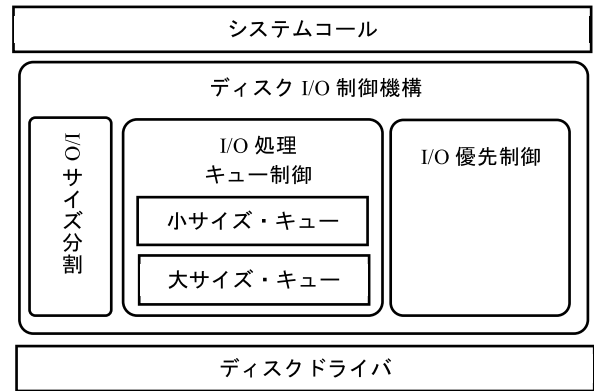 システムコール
ディスク I/O 制御機構
I/O サイズ分割
I/O 処理
キュー制御
小サイズ・キュー
大サイズ・キュー
I/O 優先制御
ディスクドライバ